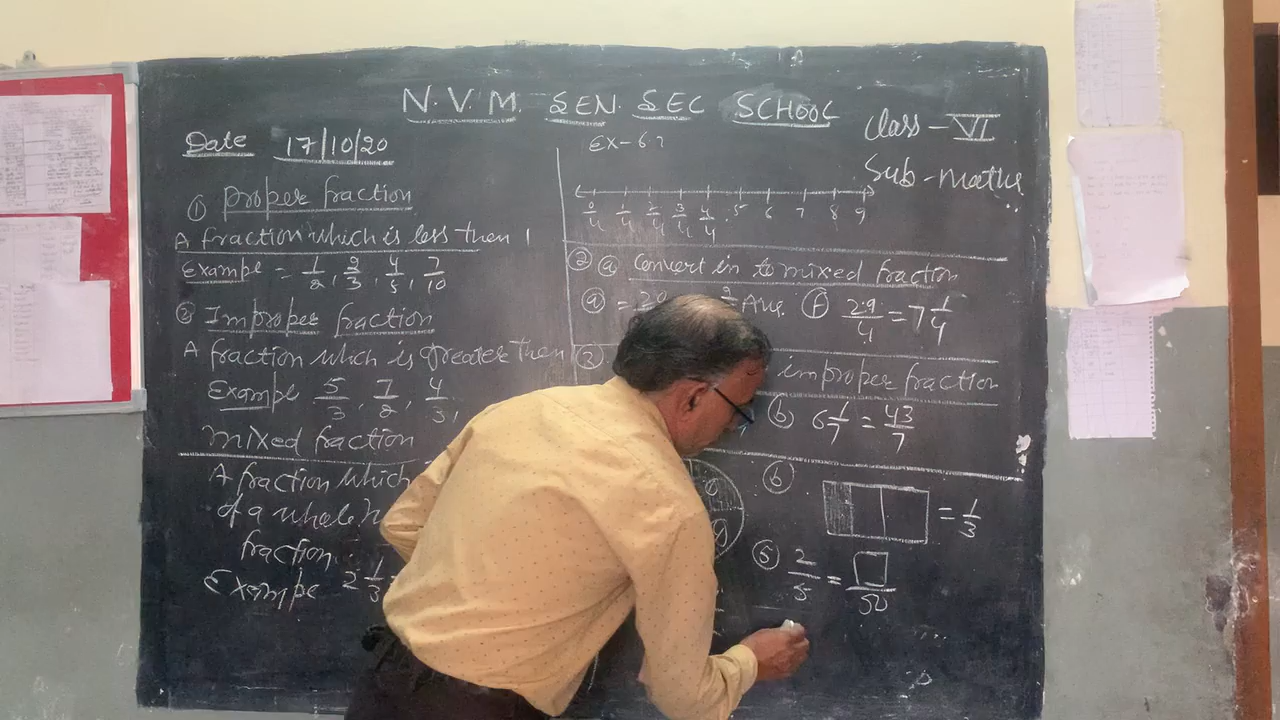 N.V.M. SEN. SEC SCHOOL
Date 17/10/20
Class - VI
Sub - maths
EX - 6.
① Proper fraction
A fraction which is less then 1
Exampe = 1/2, 2/3, 4/5, 7/10
② Improper fraction
A fraction which is greater then
Example 5/3, 7/2, 4/3,
mixed fraction
A fraction which
of a whole
fraction.
Exampe 2 1/3 =
0/4 1/4 2/4 3/4 4/4 5 6 7 8 9
② ⓐ Convert in to mixed fraction
ⓐ = 20 Ans. ⓕ 29/4 = 7 1/4
③ improper fraction
ⓑ 6 1/7 = 43/7
ⓑ = 1/3
⑤ 2/5 = □/50